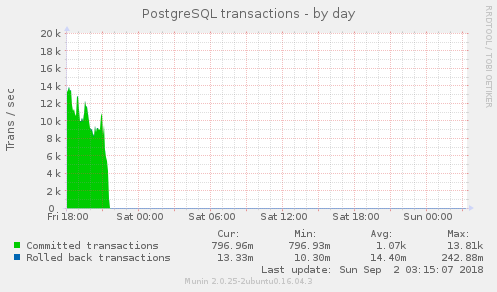 PostgreSQL transactions - by day
RRDTOOL / TOBI OETIKER
Trans / sec
20 k
18 k
16 k
14 k
12 k
10 k
8 k
6 k
4 k
2 k
0
Fri 18:00 Sat 00:00 Sat 06:00 Sat 12:00 Sat 18:00 Sun 00:00
Cur: Min: Avg: Max:
Committed transactions 796.96m 796.93m 1.07k 13.81k
Rolled back transactions 13.33m 10.30m 14.40m 242.88m
Last update: Sun Sep 2 03:15:07 2018
Munin 2.0.25-2ubuntu0.16.04.3